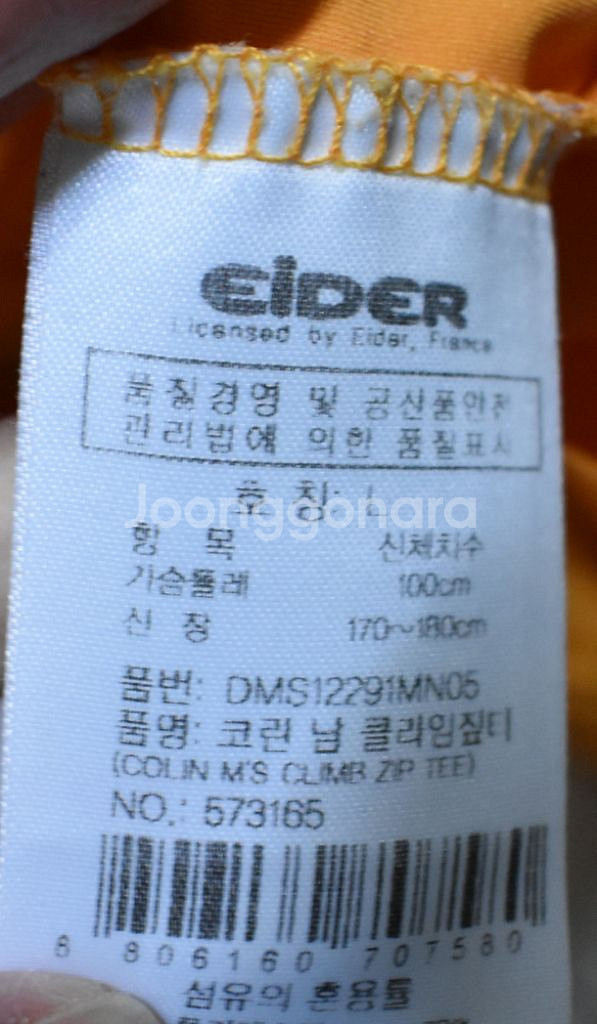 EiDER
Licensed by Eider, France
품질경영 및 공산품안전
관리법에 의한 품질표시
호 칭: L
Joonggonara
항 목 신체치수
가슴둘레 100cm
신 장 170~180cm
품번: DMS12291MN05
품명: 코린 남 클라임짚티
(COLIN M'S CLIMB ZIP TEE)
NO.: 573165
8 806160 707580
섬유의 혼용률